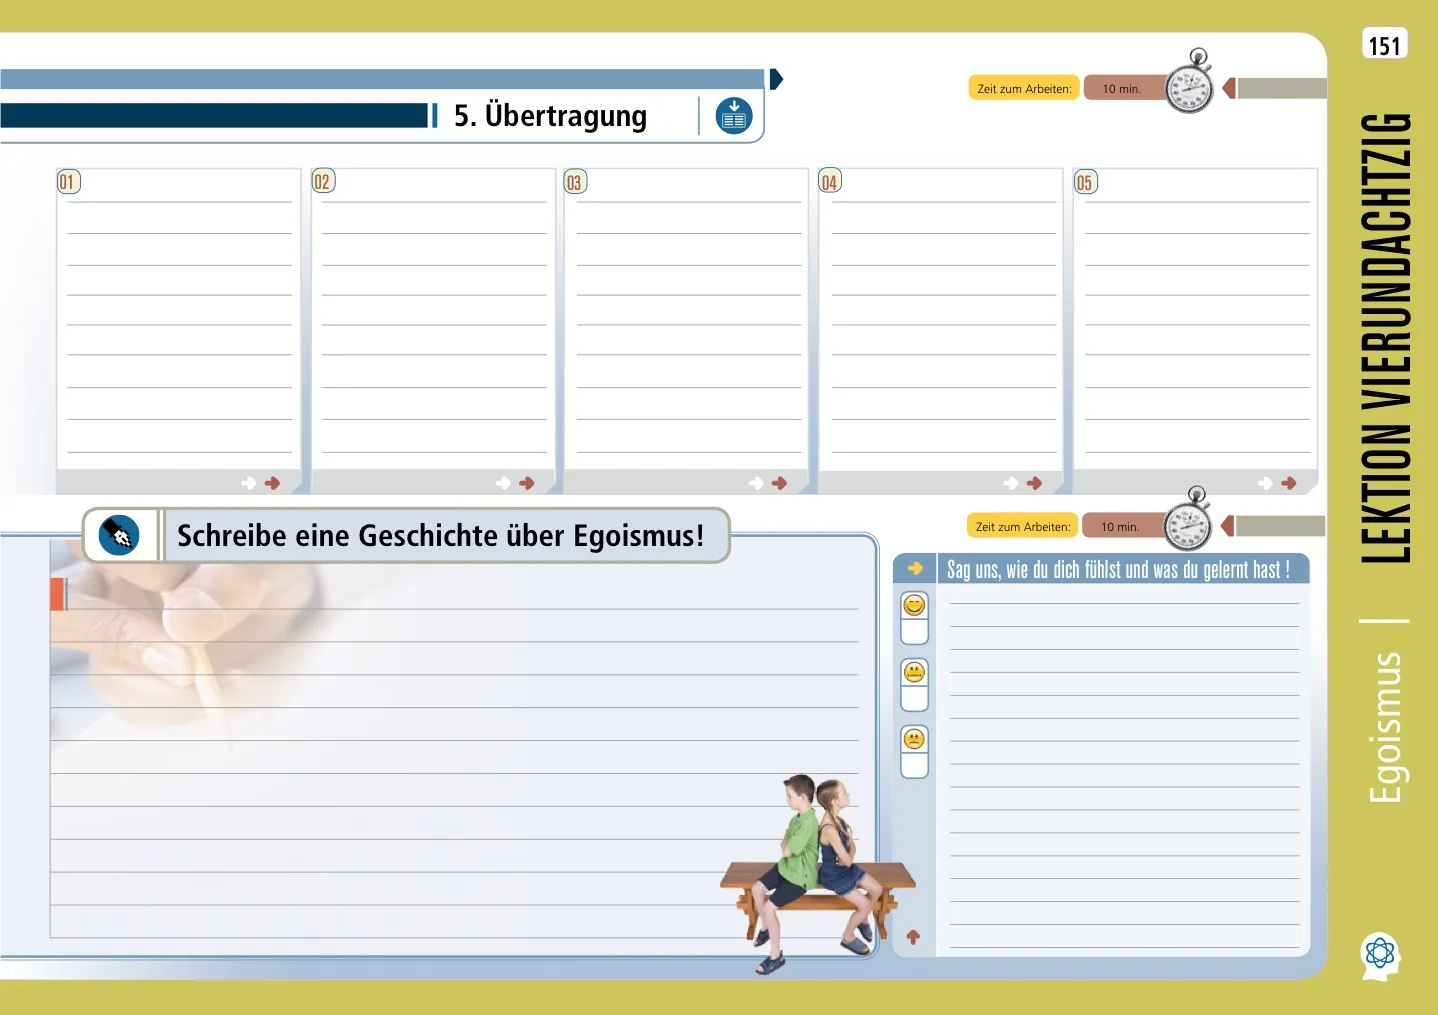 151
Zeit zum Arbeiten:
10 min.
5. Übertragung
01
02
03
04
05
Schreibe eine Geschichte über Egoismus!
Zeit zum Arbeiten:
10 min.
Sag uns, wie du dich fühlst und was du gelernt hast !
LEKTION VIERUNDACHTZIG
Egoismus